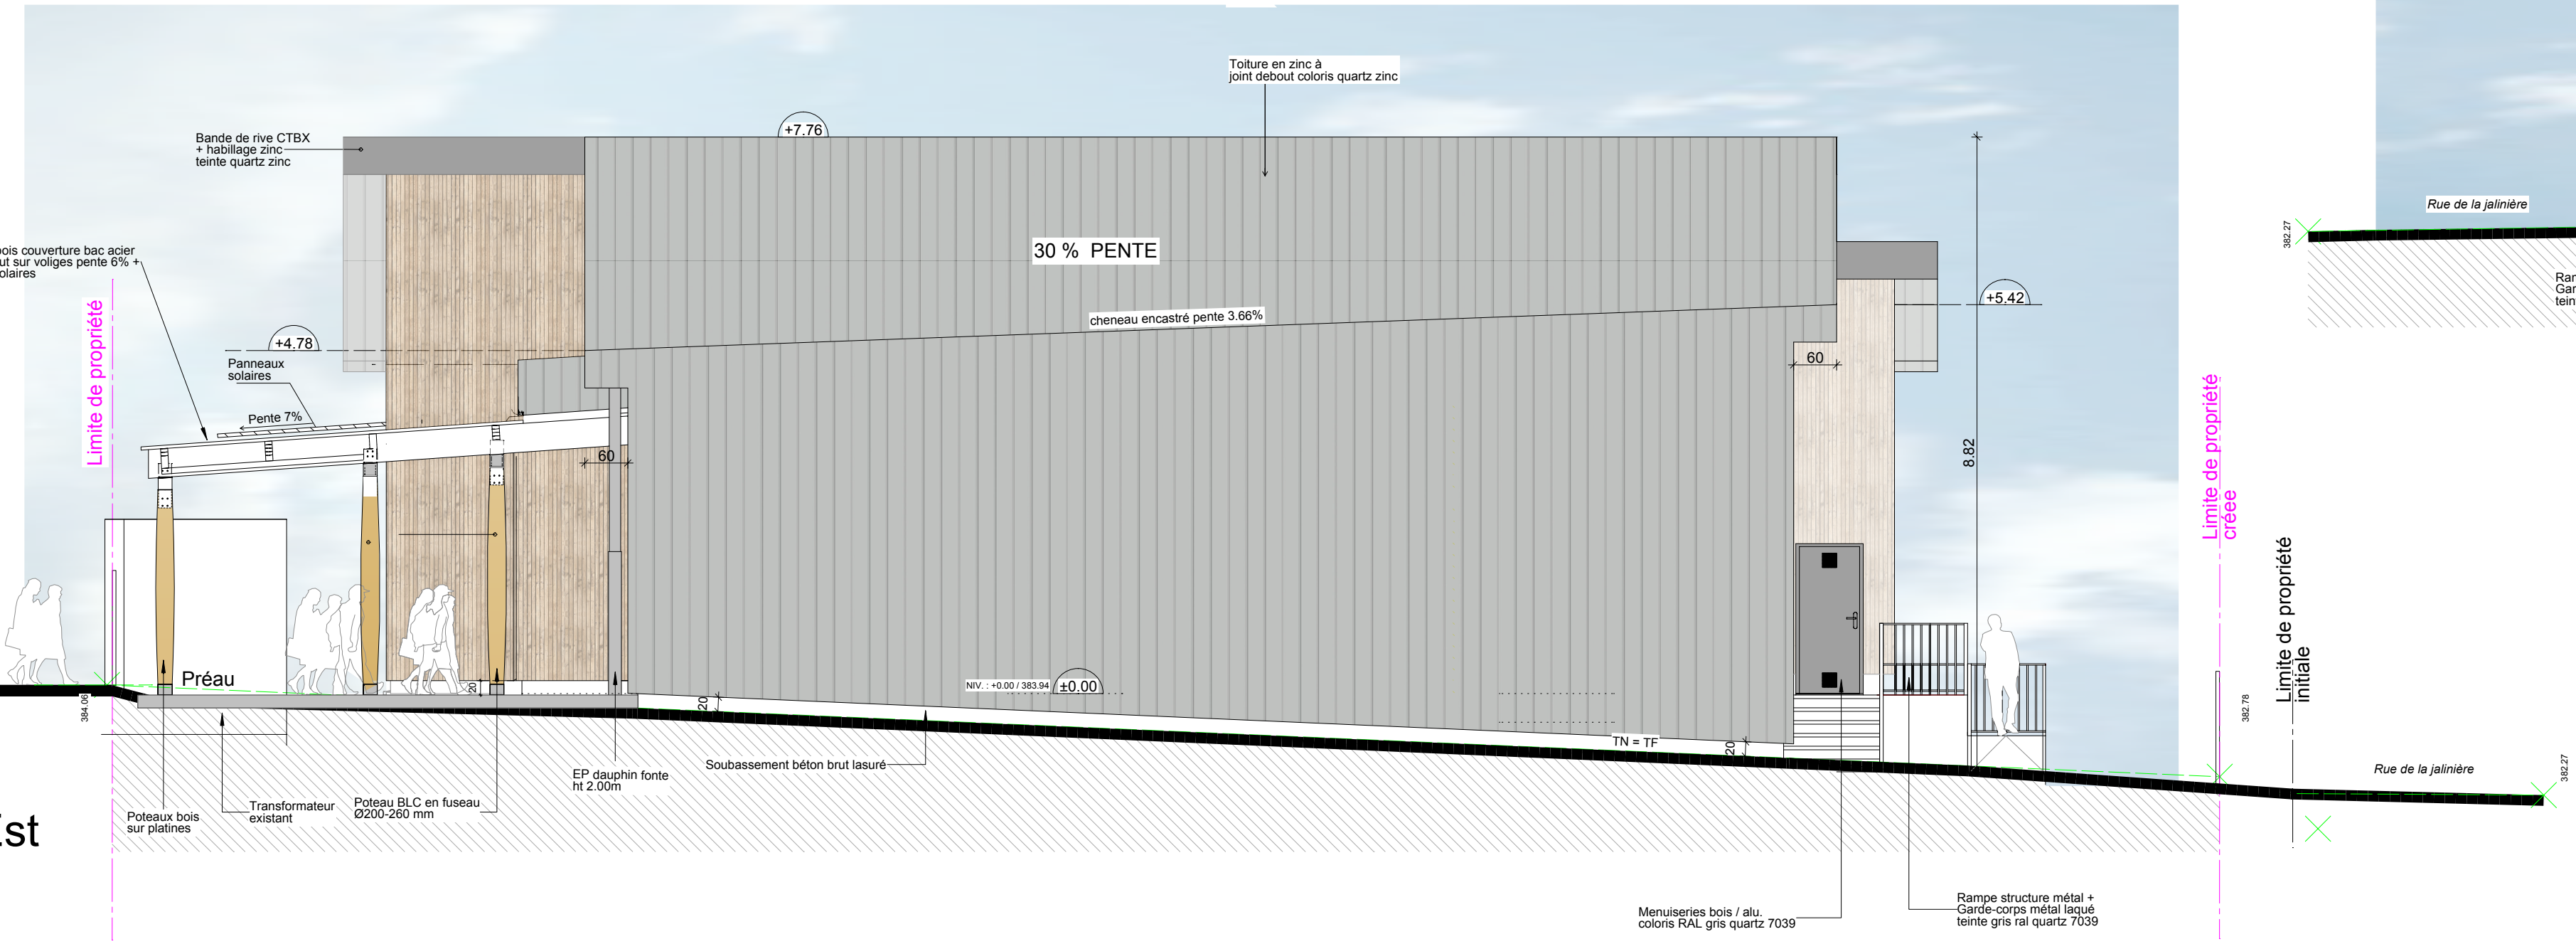 Toiture en zinc à
joint debout coloris quartz zinc
+7.76
Bande de rive CTBX
+ habillage zinc
teinte quartz zinc
30 % PENTE
cheneau encastré pente 3.66%
+5.42
60
8.82
bois couverture bac acier
ut sur voliges pente 6% +
olaires
Limite de propriété
+4.78
Panneaux
solaires
Pente 7%
60
Préau
20
384.06
NIV. : +0.00 / 383.94
±0.00
20
TN = TF
20
Soubassement béton brut lasuré
EP dauphin fonte
ht 2.00m
Poteau BLC en fuseau
Ø200-260 mm
Transformateur
existant
Poteaux bois
sur platines
Est
Menuiseries bois / alu.
coloris RAL gris quartz 7039
Rampe structure métal +
Garde-corps métal laqué
teinte gris ral quartz 7039
Limite de propriété
créee
382.78
Limite de propriété
initiale
Rue de la jalinière
382.27
Rue de la jalinière
382.27
Ram
Gar
tein